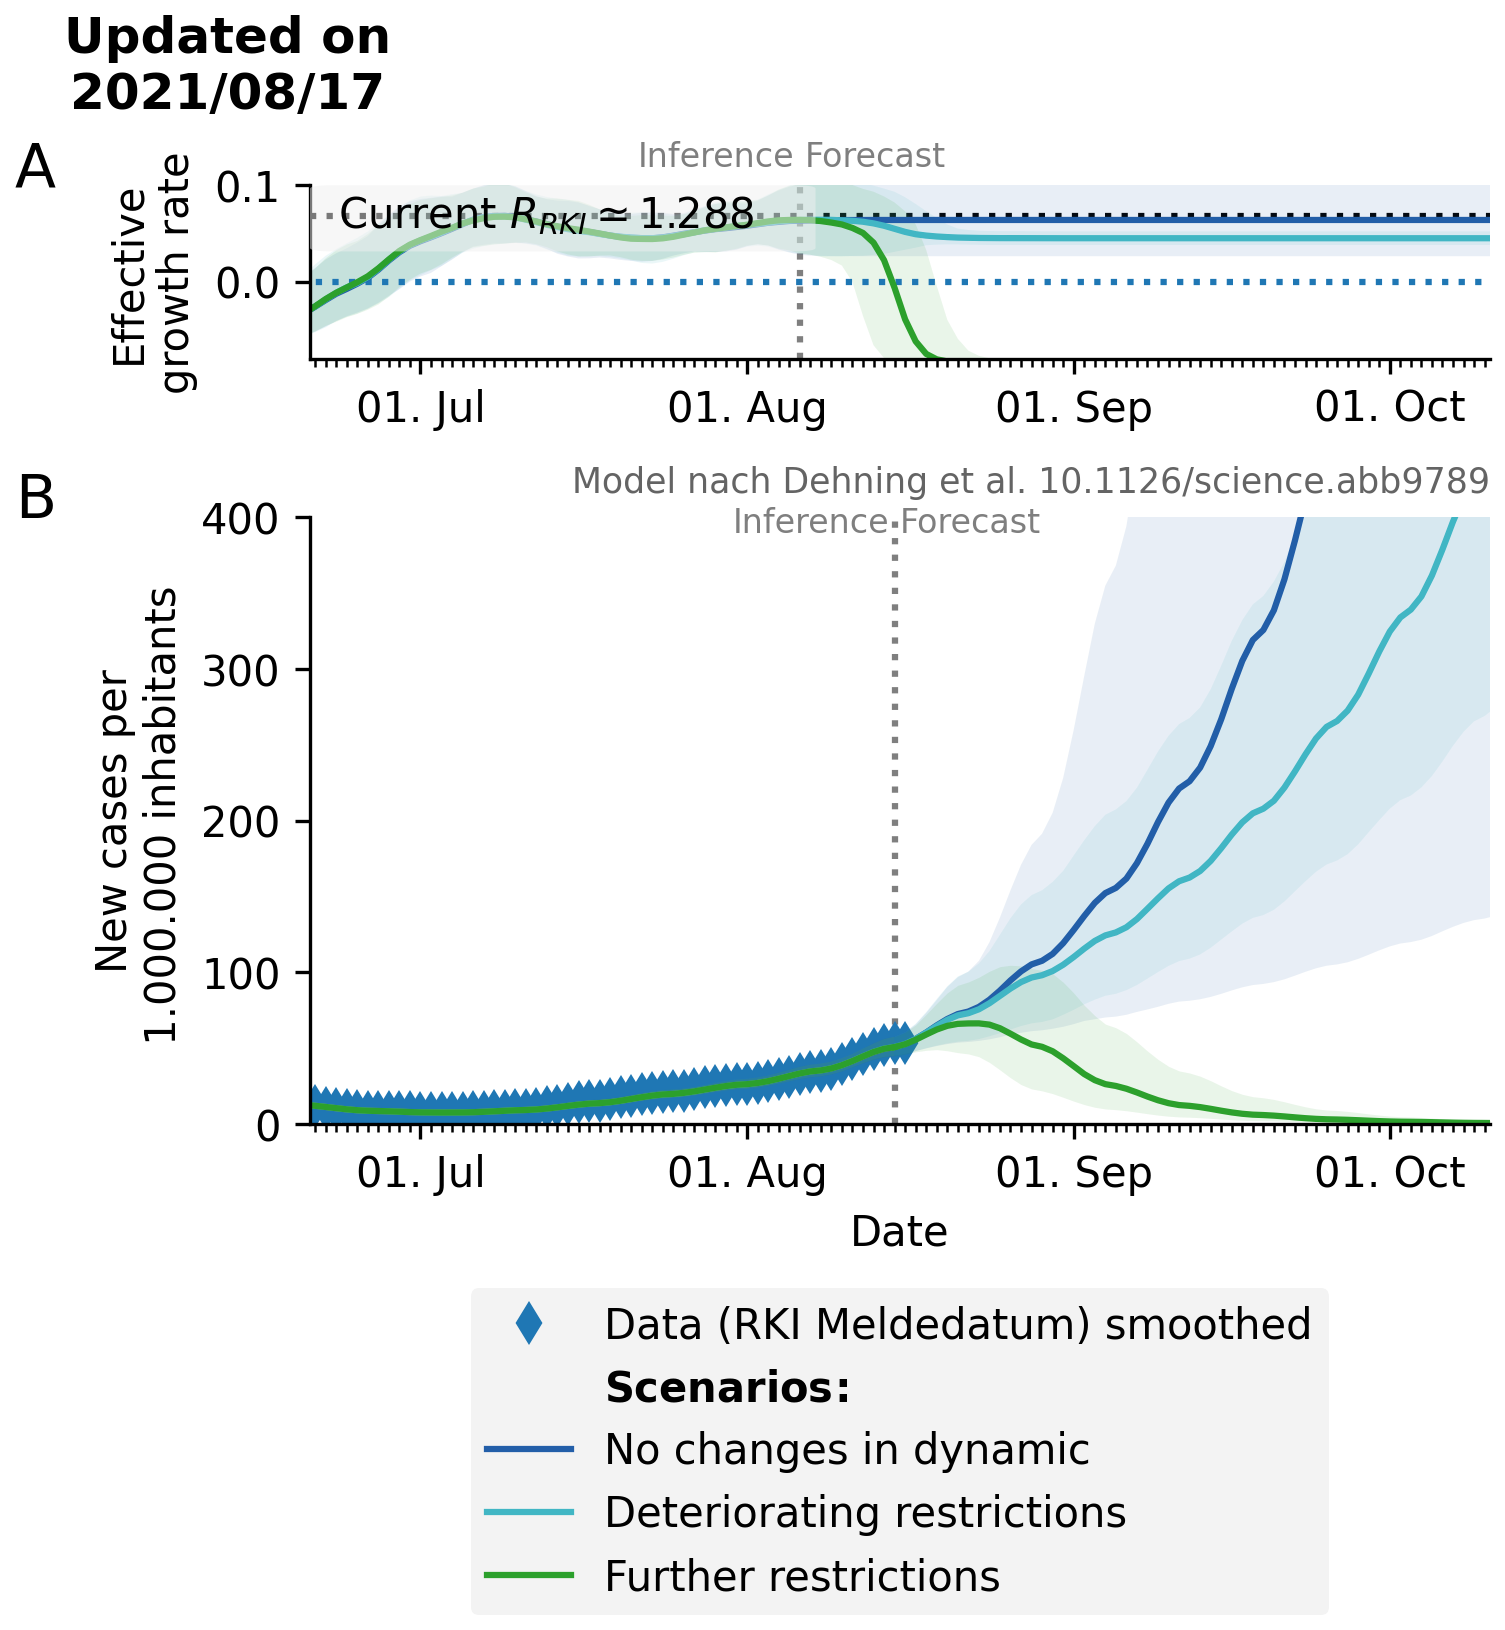 Updated on
2021/08/17
A
Inference Forecast
Effective
growth rate
0.1
0.0
Current R_RKI ≃ 1.288
01. Jul
01. Aug
01. Sep
01. Oct
B
Model nach Dehning et al. 10.1126/science.abb9789
Inference Forecast
New cases per
1.000.000 inhabitants
400
300
200
100
0
01. Jul
01. Aug
01. Sep
01. Oct
Date
Data (RKI Meldedatum) smoothed
Scenarios:
No changes in dynamic
Deteriorating restrictions
Further restrictions